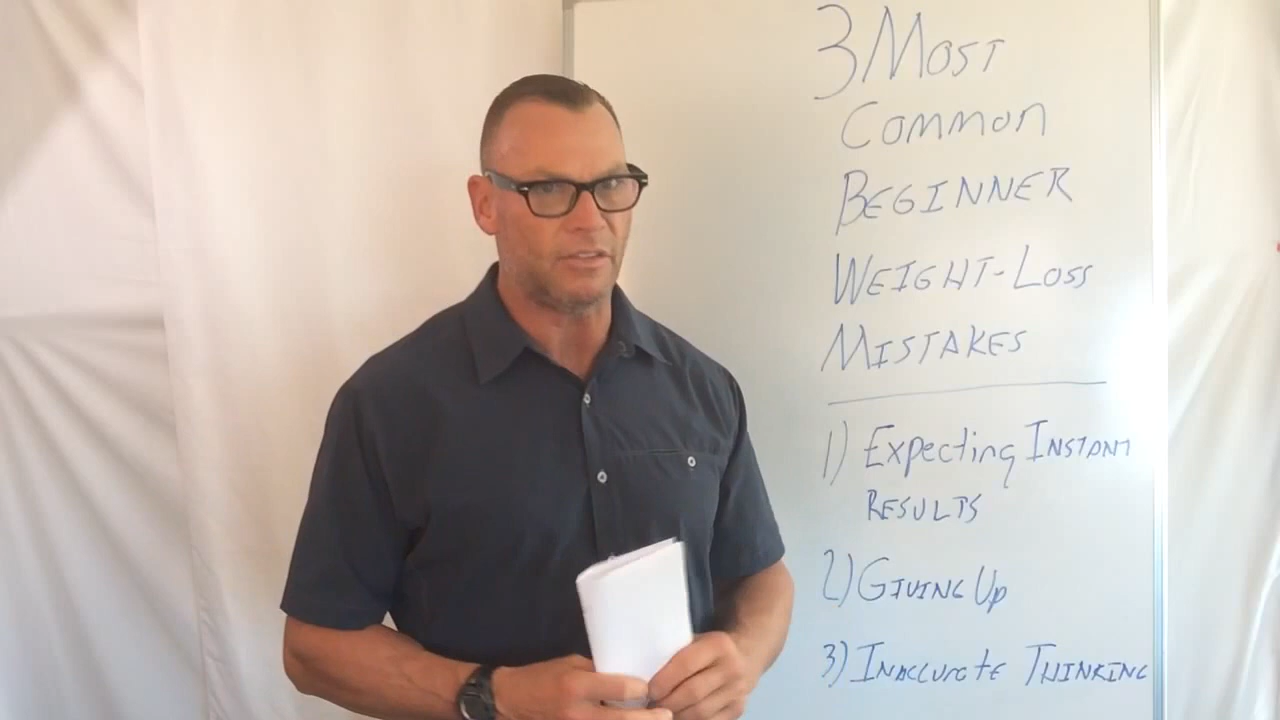 3 Most
Common
BEGINNER
WEIGHT-LOSS
MISTAKES
1) Expecting INSTANT
RESULTS
2) GIVING Up
3) INACCURATE THINKING